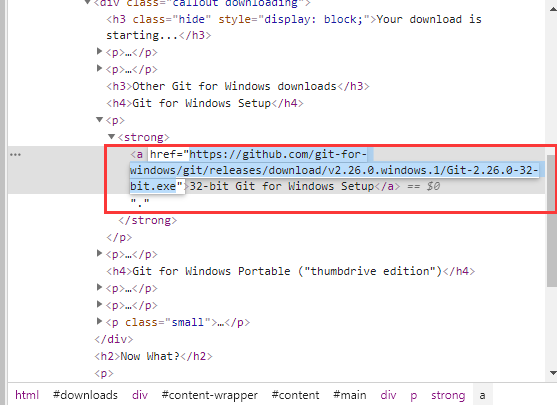 <div class="callout downloading">
<h3 class="hide" style="display: block;">Your download is
starting...</h3>
<p>…</p>
<p>…</p>
<h3>Other Git for Windows downloads</h3>
<h4>Git for Windows Setup</h4>
<p>
<strong>
<a href="https://github.com/git-for-
windows/git/releases/download/v2.26.0.windows.1/Git-2.26.0-32-
bit.exe">32-bit Git for Windows Setup</a> == $0
"."
</strong>
</p>
<p>…</p>
<h4>Git for Windows Portable ("thumbdrive edition")</h4>
<p>…</p>
<p>…</p>
<p class="small">…</p>
</div>
<h2>Now What?</h2>
<p>
html #downloads div #content-wrapper #content #main div p strong a